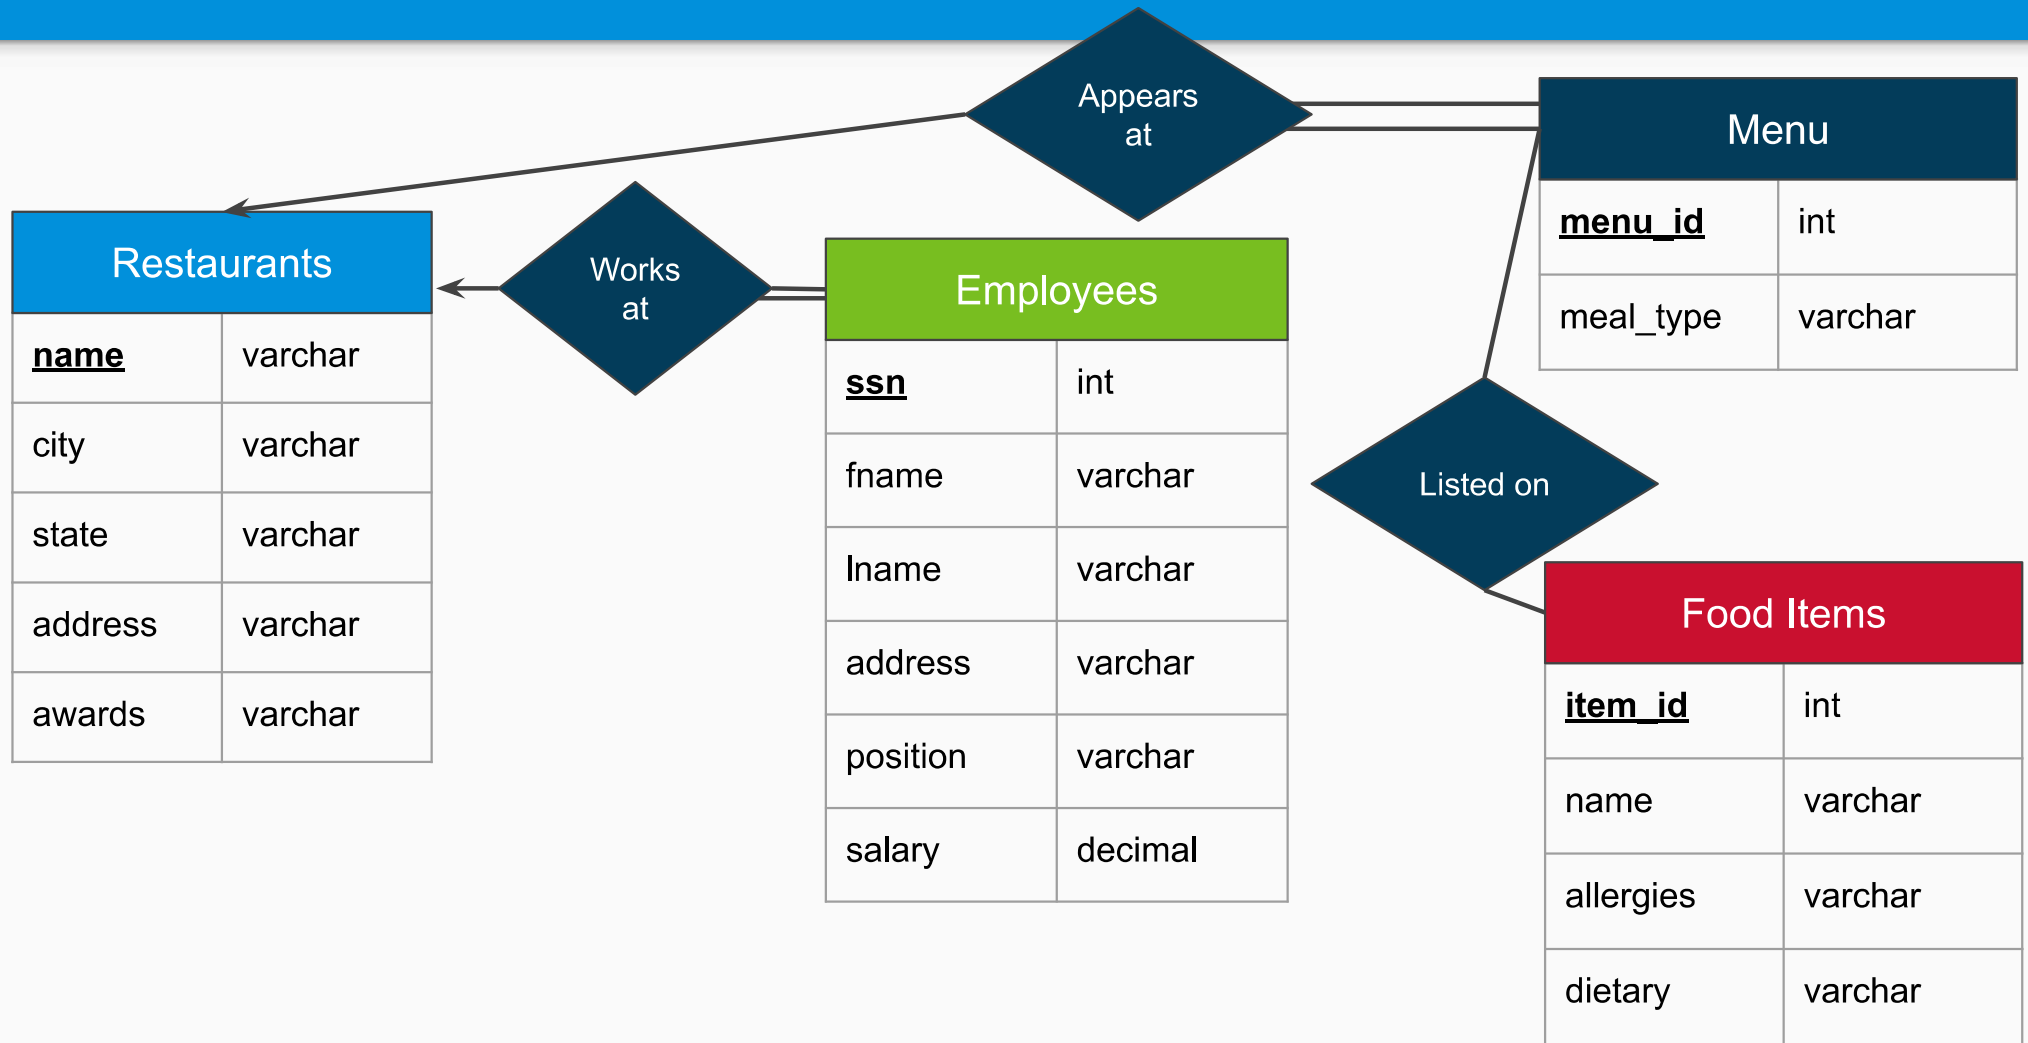 Appears
at
Menu
menu_id int
meal_type varchar
Restaurants
name varchar
city varchar
state varchar
address varchar
awards varchar
Works
at
Employees
ssn int
fname varchar
lname varchar
address varchar
position varchar
salary decimal
Listed on
Food Items
item_id int
name varchar
allergies varchar
dietary varchar